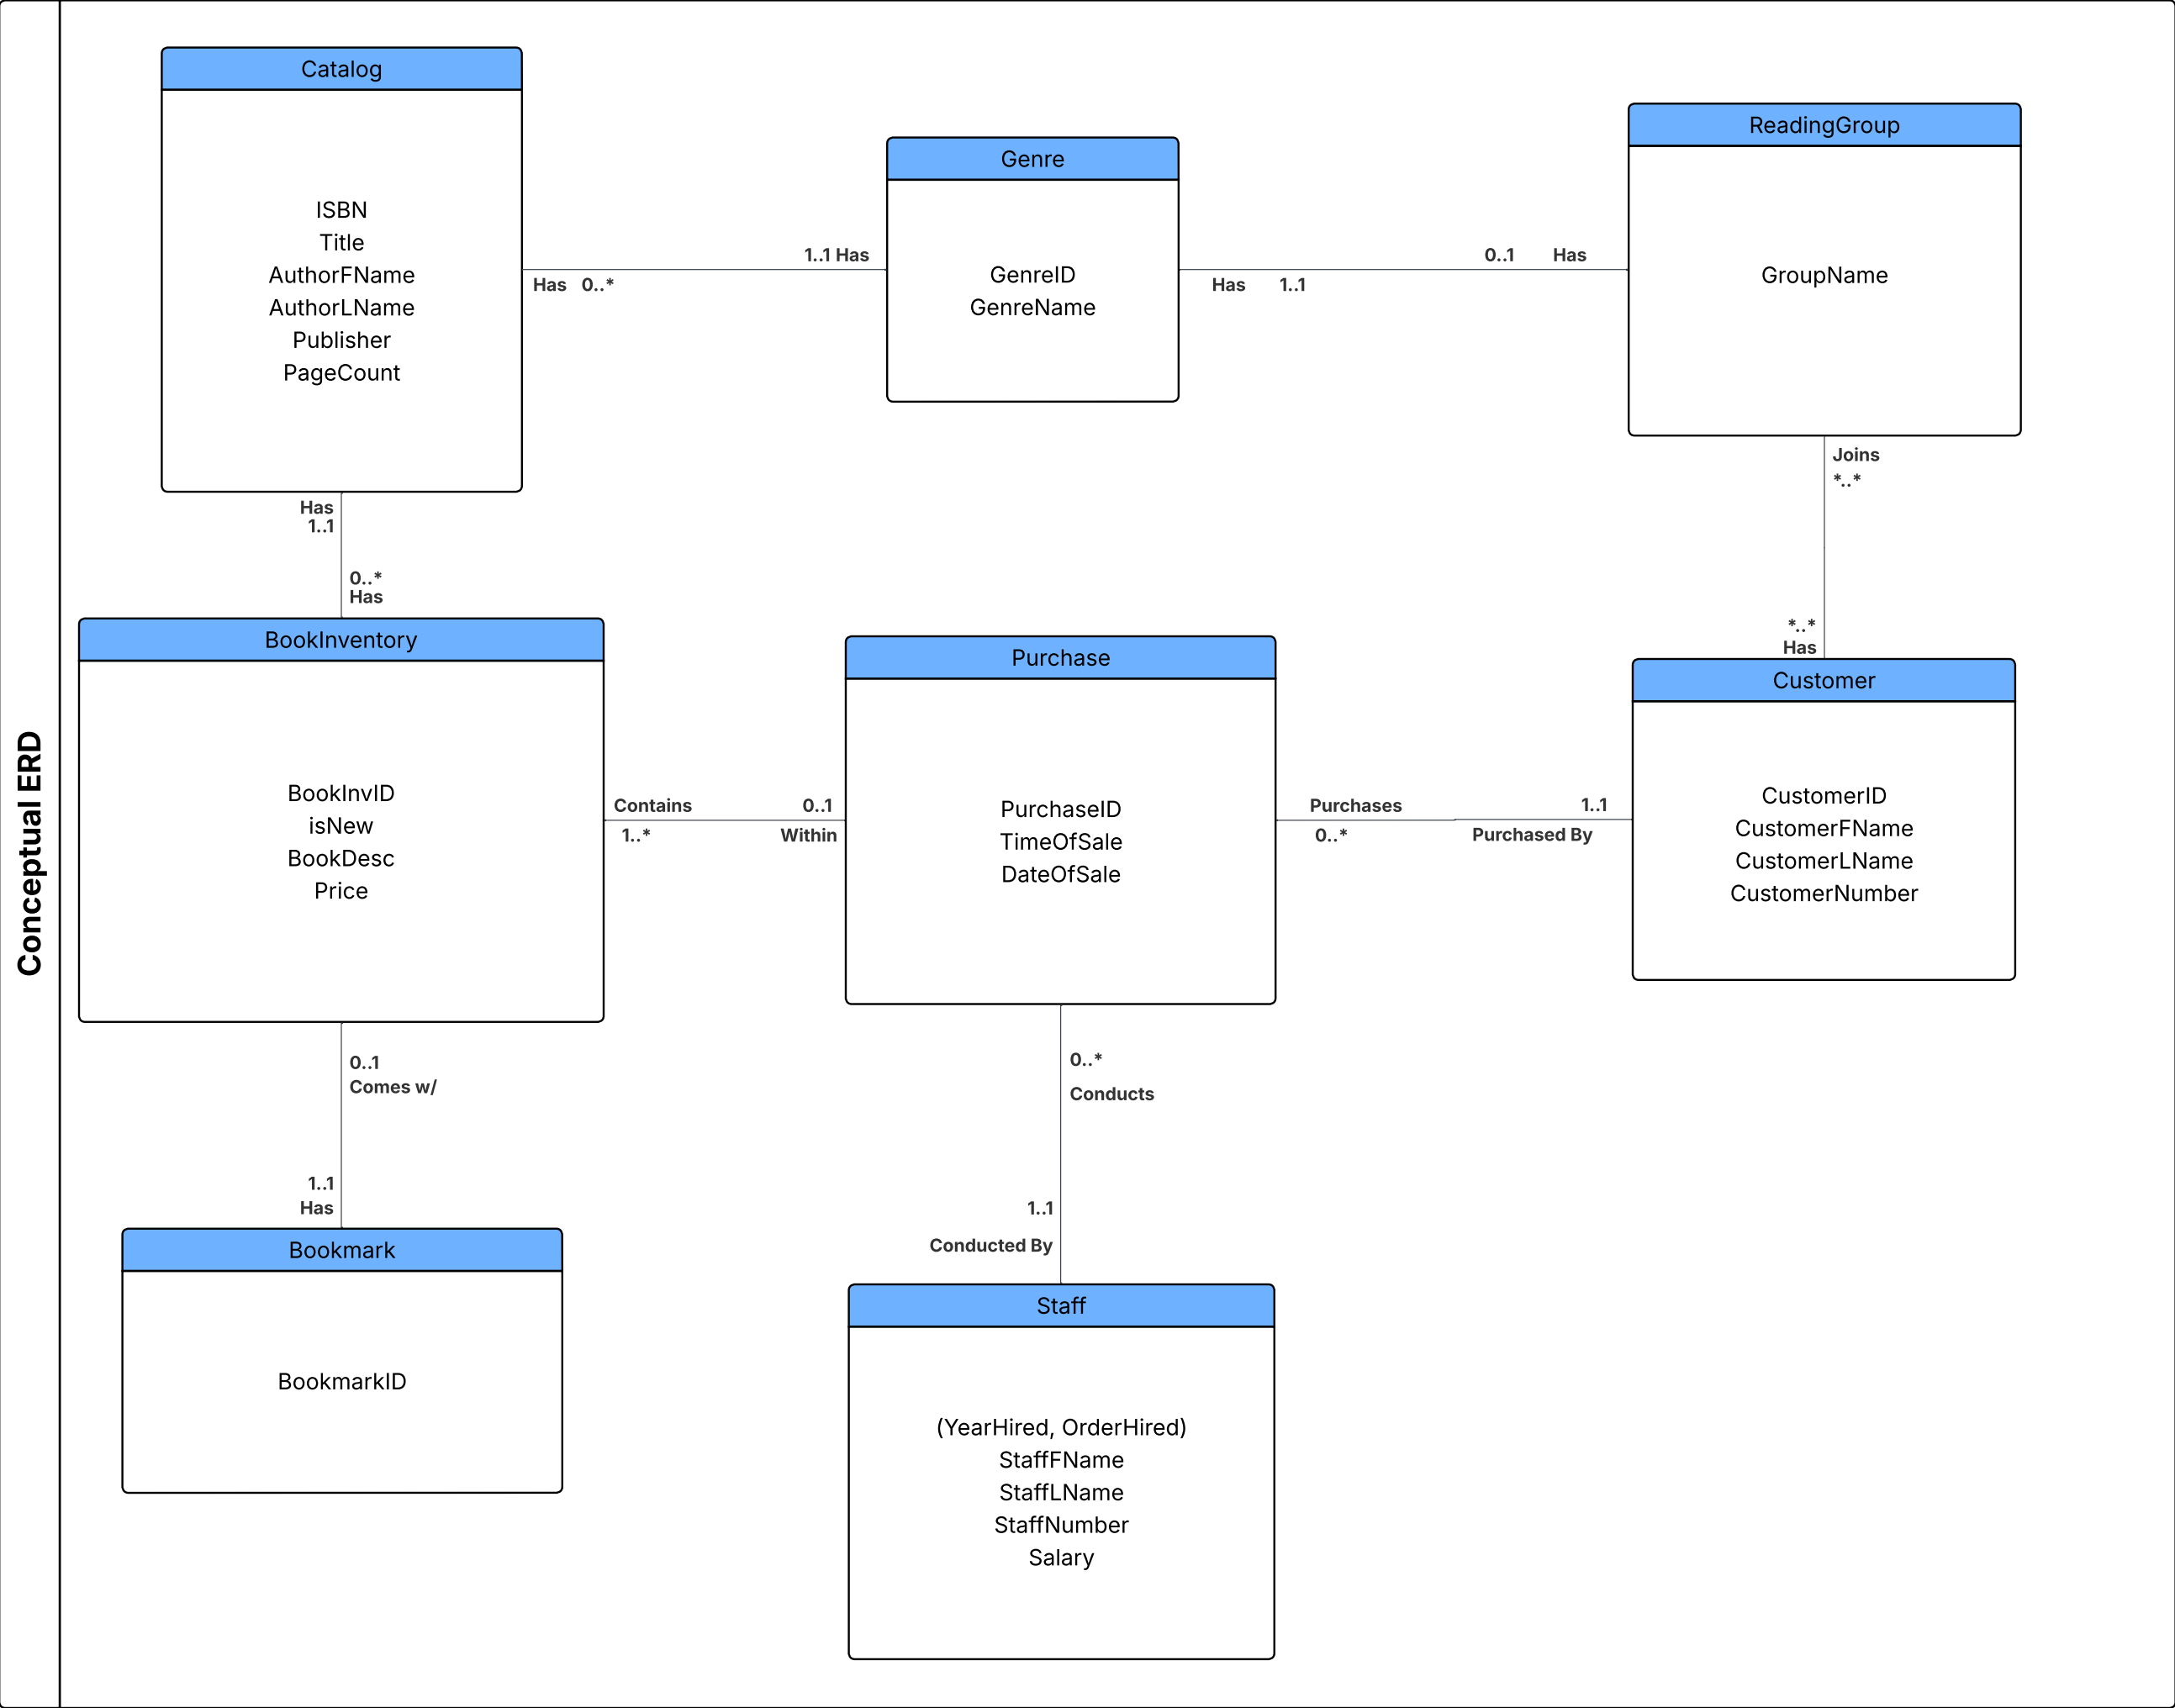 Conceptual ERD
Catalog
ISBN
Title
AuthorFName
AuthorLName
Publisher
PageCount
Has 0..*
1..1 Has
Genre
GenreID
GenreName
Has 1..1
0..1 Has
ReadingGroup
GroupName
Has
1..1
0..*
Has
Joins
*..*
*..*
Has
BookInventory
BookInvID
isNew
BookDesc
Price
Contains
1..*
0..1
Within
Purchase
PurchaseID
TimeOfSale
DateOfSale
Purchases
0..*
1..1
Purchased By
Customer
CustomerID
CustomerFName
CustomerLName
CustomerNumber
0..1
Comes w/
1..1
Has
Bookmark
BookmarkID
0..*
Conducts
1..1
Conducted By
Staff
(YearHired, OrderHired)
StaffFName
StaffLName
StaffNumber
Salary